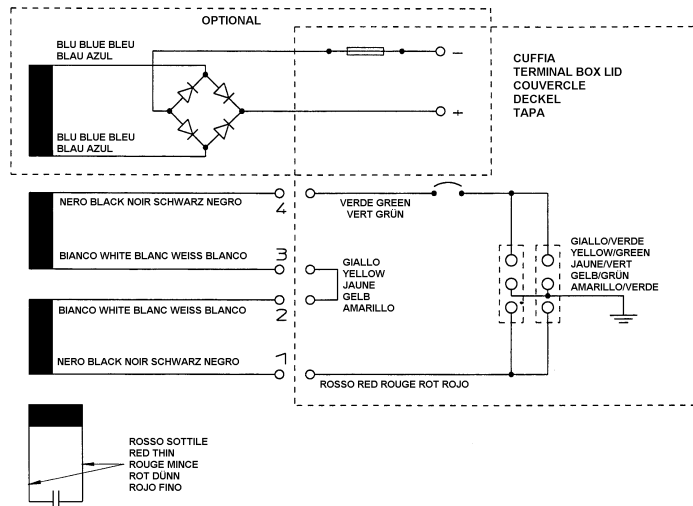 OPTIONAL
BLU BLUE BLEU
BLAU AZUL
–
CUFFIA
TERMINAL BOX LID
COUVERCLE
DECKEL
TAPA
+
BLU BLUE BLEU
BLAU AZUL
NERO BLACK NOIR SCHWARZ NEGRO
4
VERDE GREEN
VERT GRÜN
BIANCO WHITE BLANC WEISS BLANCO
3
GIALLO
YELLOW
JAUNE
GELB
AMARILLO
GIALLO/VERDE
YELLOW/GREEN
JAUNE/VERT
GELB/GRÜN
AMARILLO/VERDE
BIANCO WHITE BLANC WEISS BLANCO
2
NERO BLACK NOIR SCHWARZ NEGRO
1
ROSSO RED ROUGE ROT ROJO
ROSSO SOTTILE
RED THIN
ROUGE MINCE
ROT DÜNN
ROJO FINO